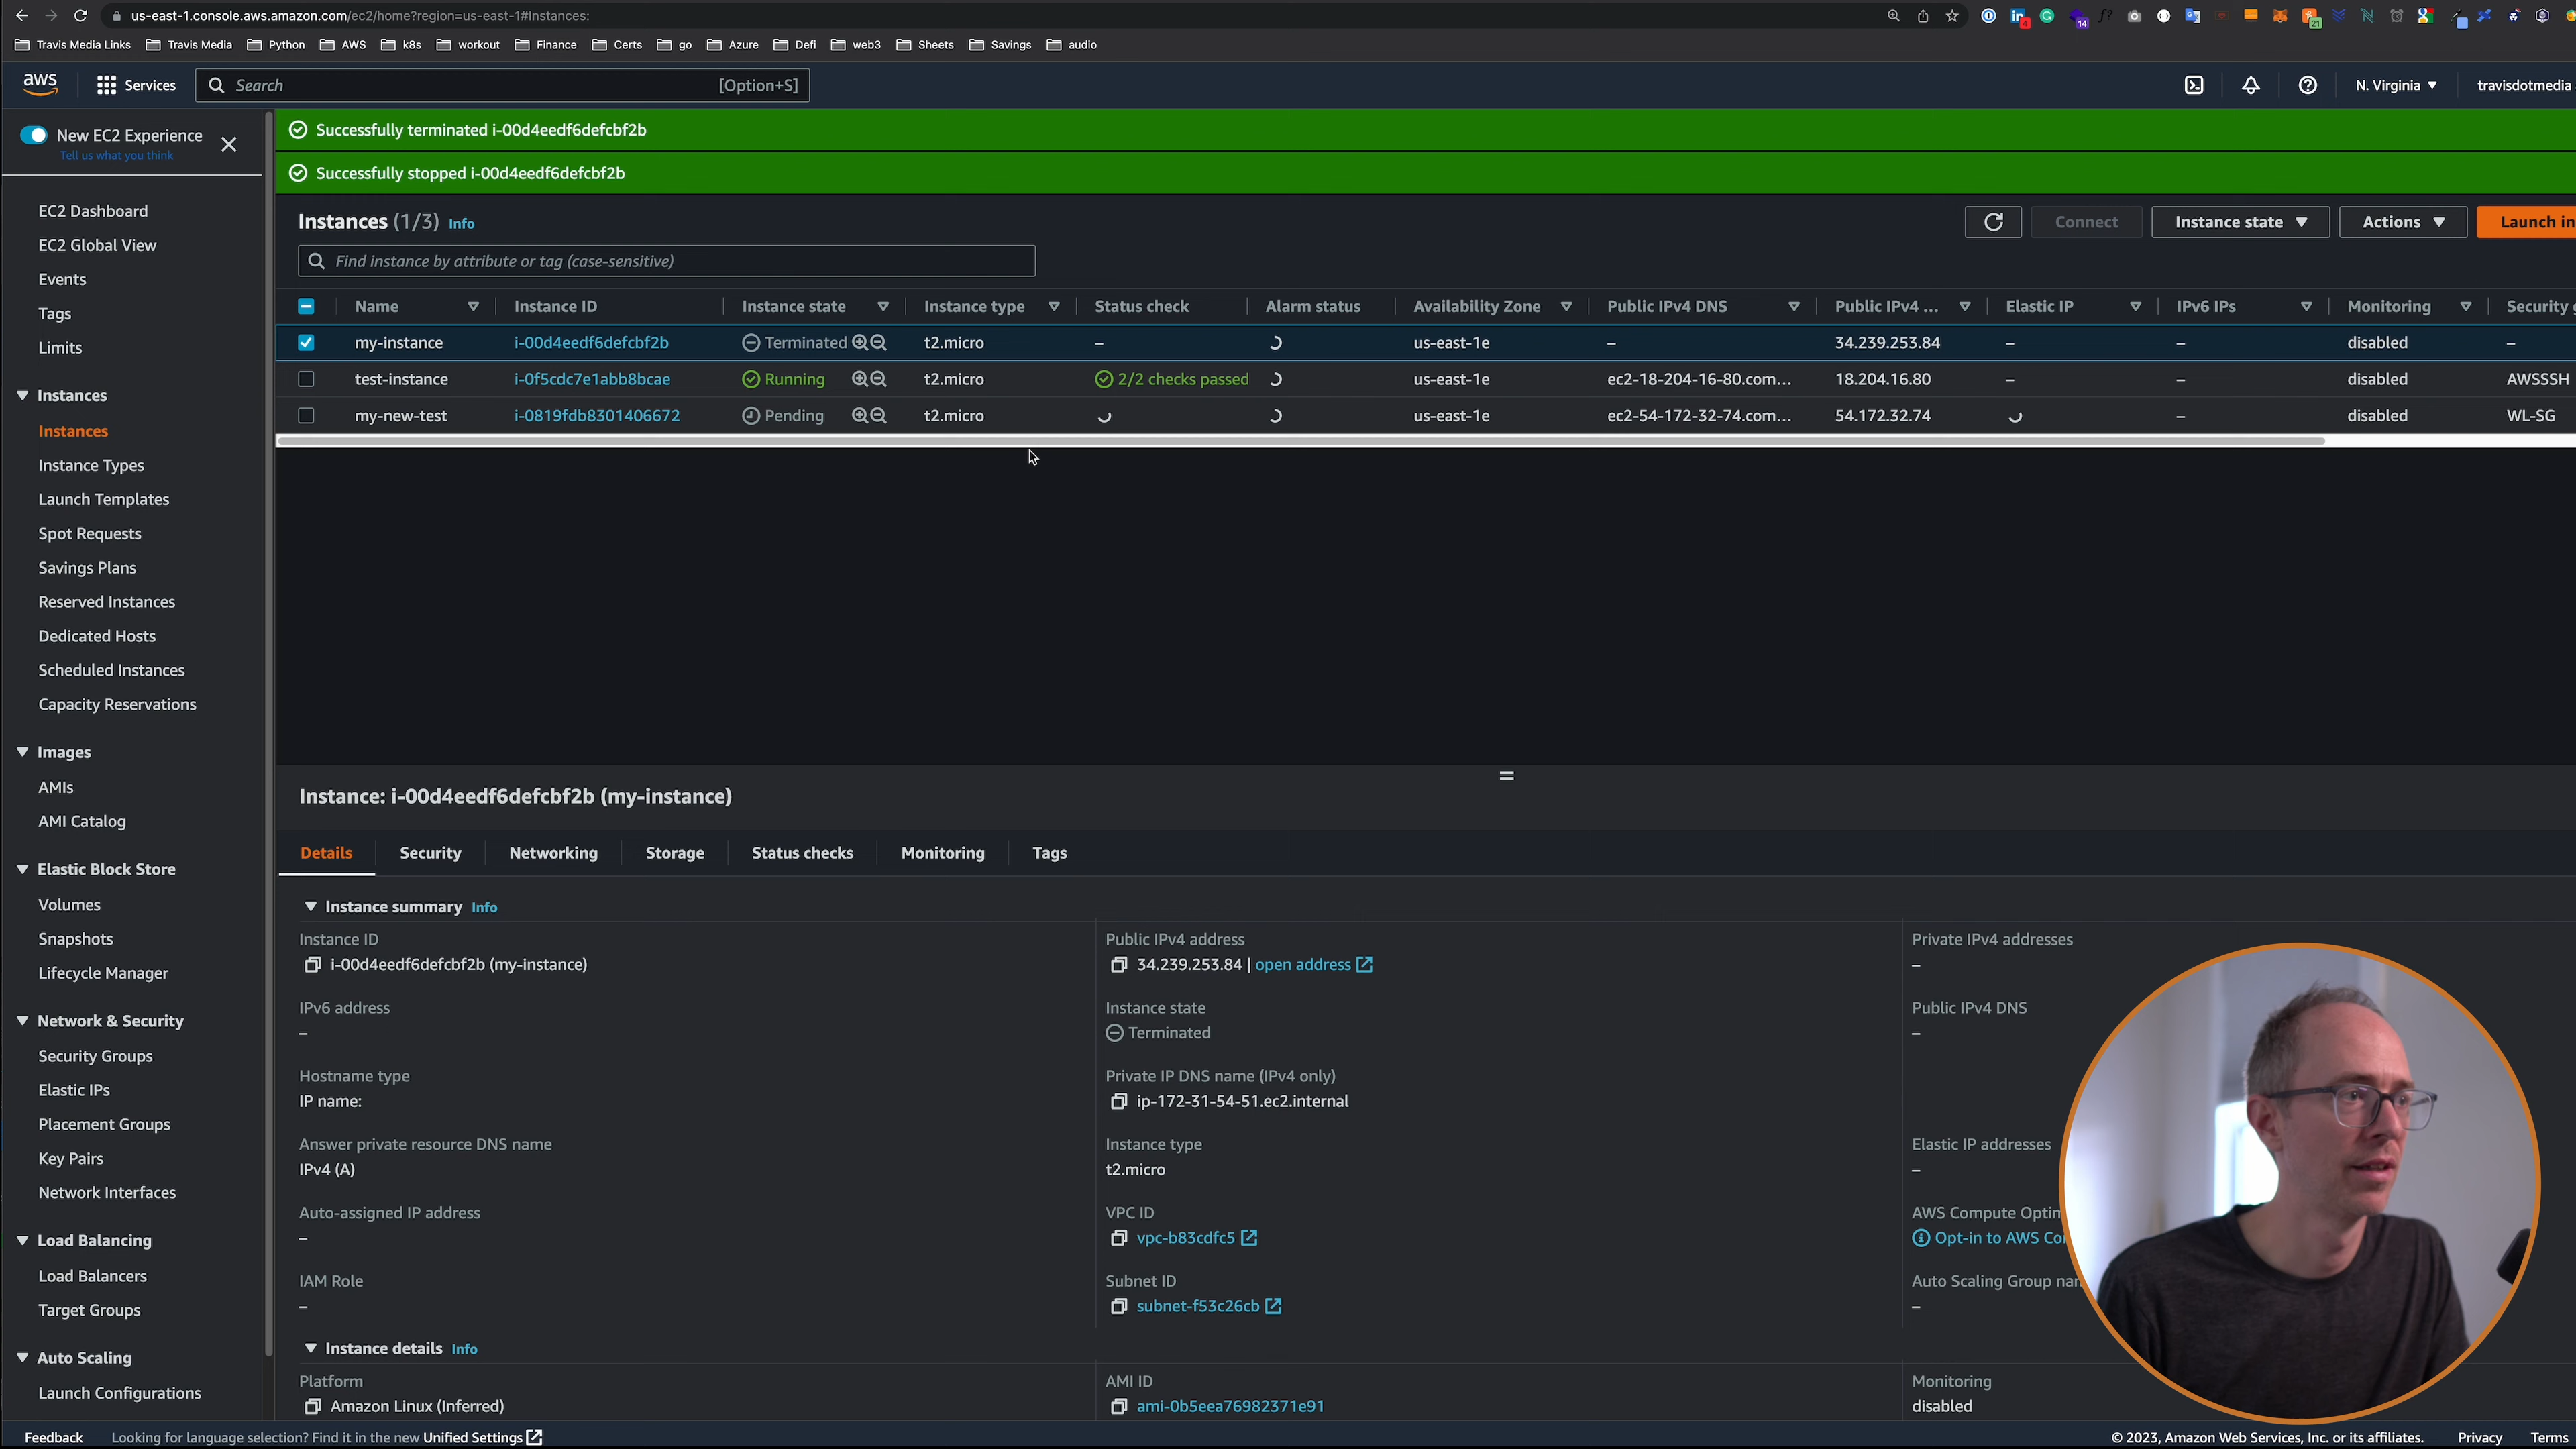 us-east-1.console.aws.amazon.com/ec2/home?region=us-east-1#Instances:
Travis Media Links Travis Media Python AWS k8s workout Finance Certs go Azure Defi web3 Sheets Savings audio
aws Services Search [Option+S] N. Virginia travisdotmedia
New EC2 Experience
Tell us what you think
Successfully terminated i-00d4eedf6defcbf2b
Successfully stopped i-00d4eedf6defcbf2b
EC2 Dashboard
EC2 Global View
Events
Tags
Limits
Instances
Instances
Instance Types
Launch Templates
Spot Requests
Savings Plans
Reserved Instances
Dedicated Hosts
Scheduled Instances
Capacity Reservations
Images
AMIs
AMI Catalog
Elastic Block Store
Volumes
Snapshots
Lifecycle Manager
Network & Security
Security Groups
Elastic IPs
Placement Groups
Key Pairs
Network Interfaces
Load Balancing
Load Balancers
Target Groups
Auto Scaling
Launch Configurations
Instances (1/3) Info Connect Instance state Actions Launch in
Find instance by attribute or tag (case-sensitive)
Name Instance ID Instance state Instance type Status check Alarm status Availability Zone Public IPv4 DNS Public IPv4 ... Elastic IP IPv6 IPs Monitoring Security g
my-instance i-00d4eedf6defcbf2b Terminated t2.micro – us-east-1e – 34.239.253.84 – – disabled –
test-instance i-0f5cdc7e1abb8bcae Running t2.micro 2/2 checks passed us-east-1e ec2-18-204-16-80.com... 18.204.16.80 – – disabled AWSSSH
my-new-test i-0819fdb8301406672 Pending t2.micro us-east-1e ec2-54-172-32-74.com... 54.172.32.74 – disabled WL-SG
Instance: i-00d4eedf6defcbf2b (my-instance)
Details Security Networking Storage Status checks Monitoring Tags
Instance summary Info
Instance ID Public IPv4 address Private IPv4 addresses
i-00d4eedf6defcbf2b (my-instance) 34.239.253.84 | open address –
IPv6 address Instance state Public IPv4 DNS
– Terminated –
Hostname type Private IP DNS name (IPv4 only)
IP name: ip-172-31-54-51.ec2.internal
Answer private resource DNS name Instance type Elastic IP addresses
IPv4 (A) t2.micro –
Auto-assigned IP address VPC ID AWS Compute Optin
– vpc-b83cdfc5 Opt-in to AWS Co
IAM Role Subnet ID Auto Scaling Group nam
– subnet-f53c26cb –
Instance details Info
Platform AMI ID Monitoring
Amazon Linux (Inferred) ami-0b5eea76982371e91 disabled
Feedback Looking for language selection? Find it in the new Unified Settings © 2023, Amazon Web Services, Inc. or its affiliates. Privacy Terms